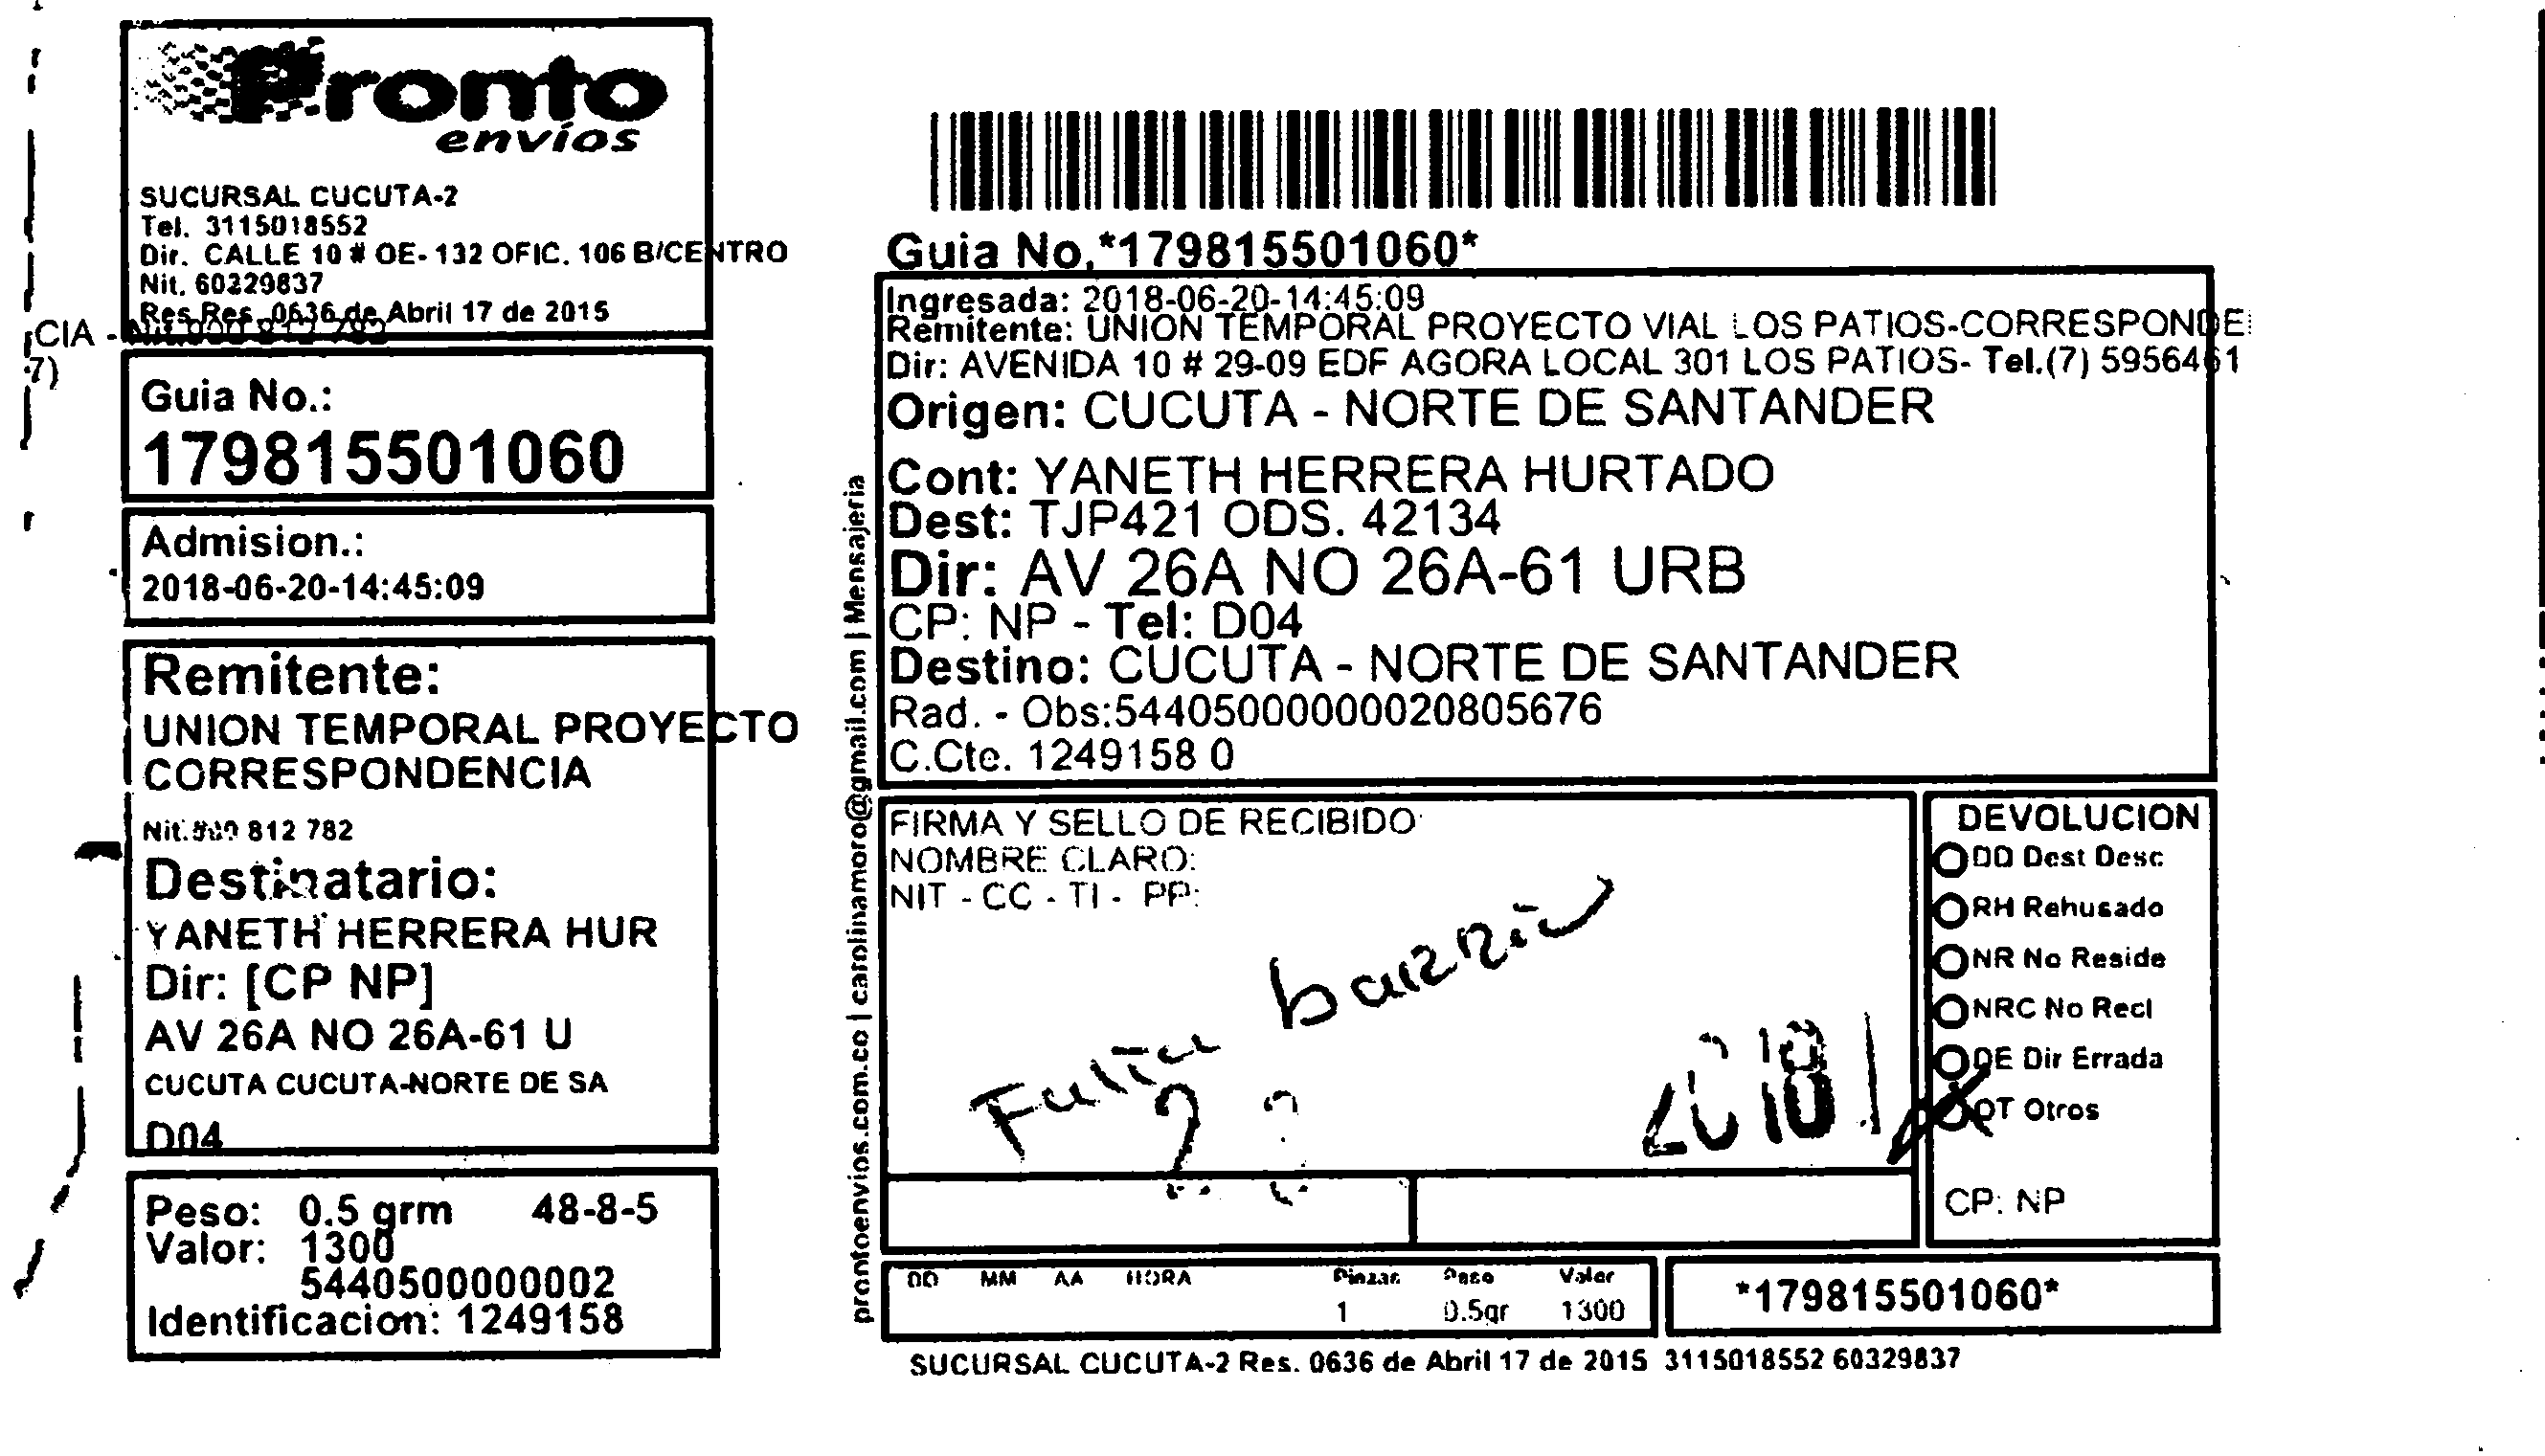 Pronto
envíos
SUCURSAL CUCUTA-2
Tel. 3115018552
Dir. CALLE 10 # OE- 132 OFIC. 106 B/CENTRO
Nit. 60329837
Res Res. 0636 de Abril 17 de 2015
CIA -
7)
Guia No.:
179815501060
Admision.:
2018-06-20-14:45:09
Remitente:
UNION TEMPORAL PROYECTO
CORRESPONDENCIA
Nit. 812 782
Destinatario:
YANETH HERRERA HUR
Dir: [CP NP]
AV 26A NO 26A-61 U
CUCUTA CUCUTA-NORTE DE SA
D04
Peso: 0.5 grm 48-8-5
Valor: 1300
5440500000002
Identificacion: 1249158
prontoenvios.com.co | carolinamoro@gmail.com | Mensajeria
Guia No.*179815501060*
Ingresada: 2018-06-20-14:45:09
Remitente: UNION TEMPORAL PROYECTO VIAL LOS PATIOS-CORRESPONDE
Dir: AVENIDA 10 # 29-09 EDF AGORA LOCAL 301 LOS PATIOS- Tel.(7) 5956461
Origen: CUCUTA - NORTE DE SANTANDER
Cont: YANETH HERRERA HURTADO
Dest: TJP421 ODS. 42134
Dir: AV 26A NO 26A-61 URB
CP: NP - Tel: D04
Destino: CUCUTA - NORTE DE SANTANDER
Rad. - Obs:54405000000020805676
C.Cte. 1249158 0
FIRMA Y SELLO DE RECIBIDO
NOMBRE CLARO:
NIT - CC - TI - PP:
DEVOLUCION
DD Dest Desc
RH Rehusado
NR No Reside
NRC No Recl
DE Dir Errada
OT Otros
CP: NP
DD MM AA HORA Piezas Peso Valor
1 0.5gr 1300
*179815501060*
SUCURSAL CUCUTA-2 Res. 0636 de Abril 17 de 2015 3115018552 60329837